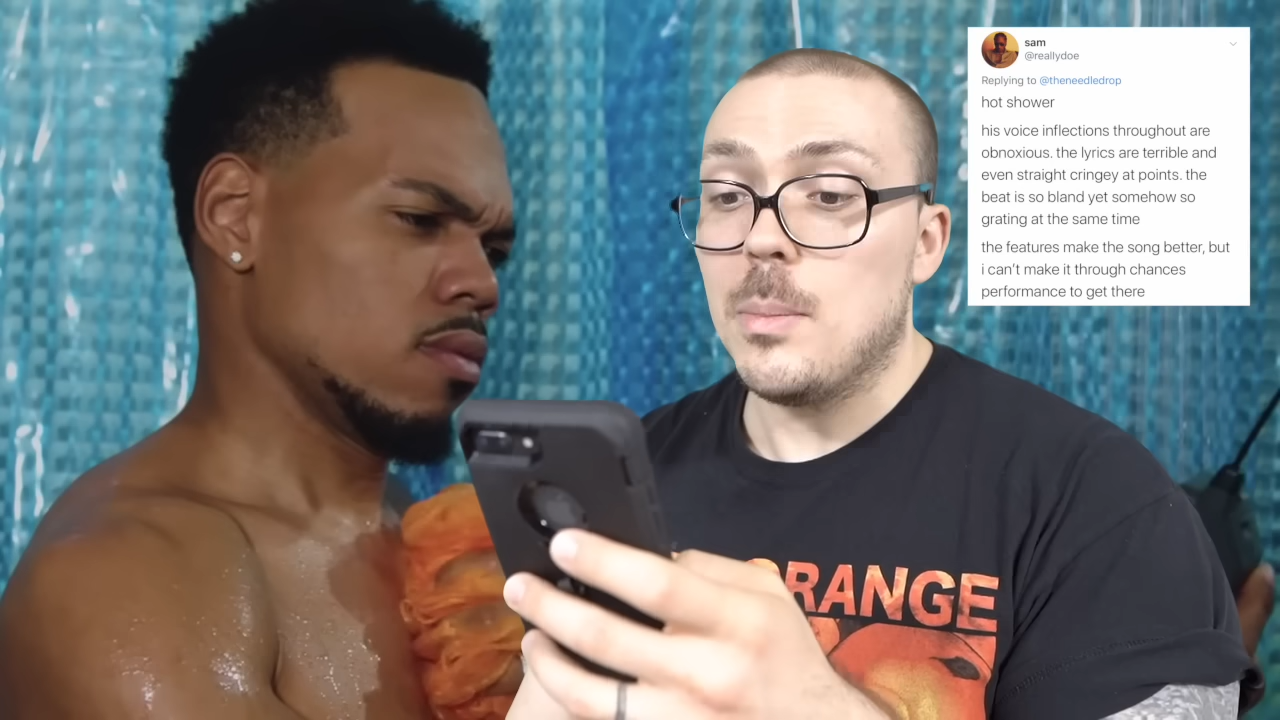 sam
@reallydoe
Replying to @theneedledrop
hot shower
his voice inflections throughout are
obnoxious. the lyrics are terrible and
even straight cringey at points. the
beat is so bland yet somehow so
grating at the same time
the features make the song better, but
i can't make it through chances
performance to get there
RANGE